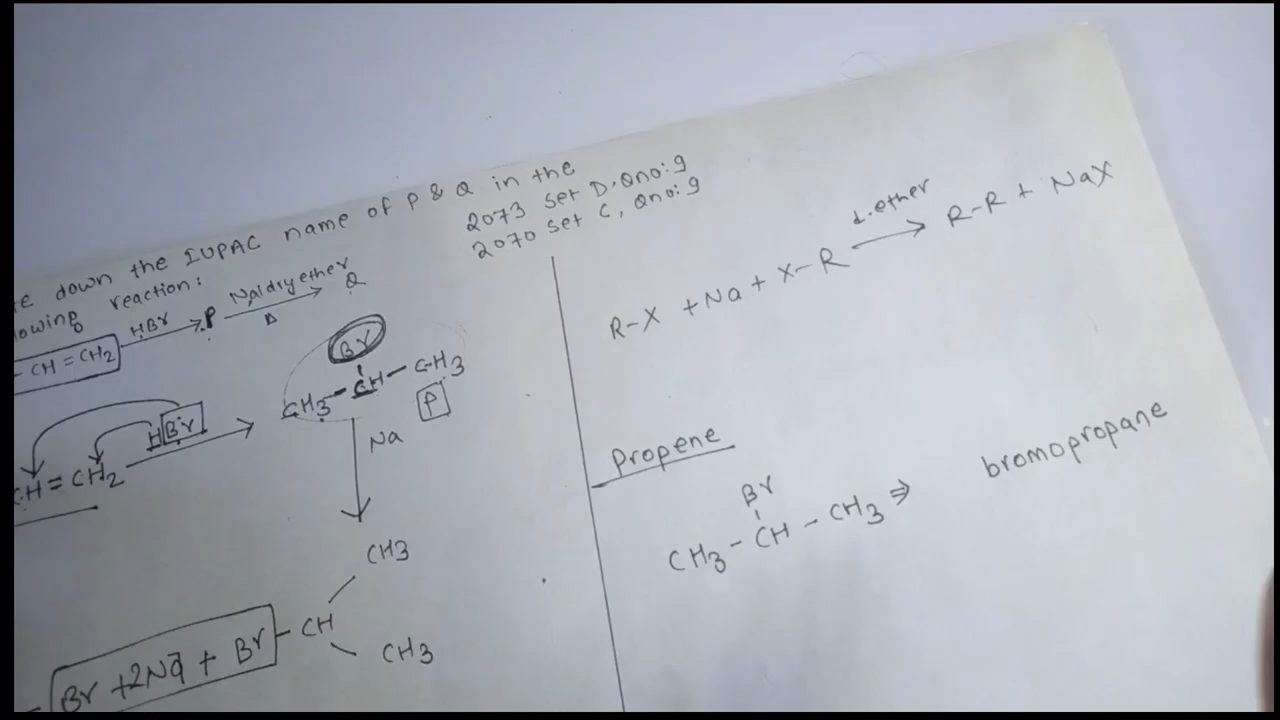 te down the IUPAC name of P & Q in the
lowing reaction:
2073 Set D, Qno:9
2070 set C, Qno:9
- CH = CH2 HBr → P Na/dry ether Δ → Q
Br
CH3 - CH - CH3
P
CH = CH2 HBr →
Na
CH3
Br + 2Na + Br - CH
CH3
R-X + Na + X-R d.ether → R-R + NaX
Propene
Br
CH3 - CH - CH3 ⇒ bromopropane